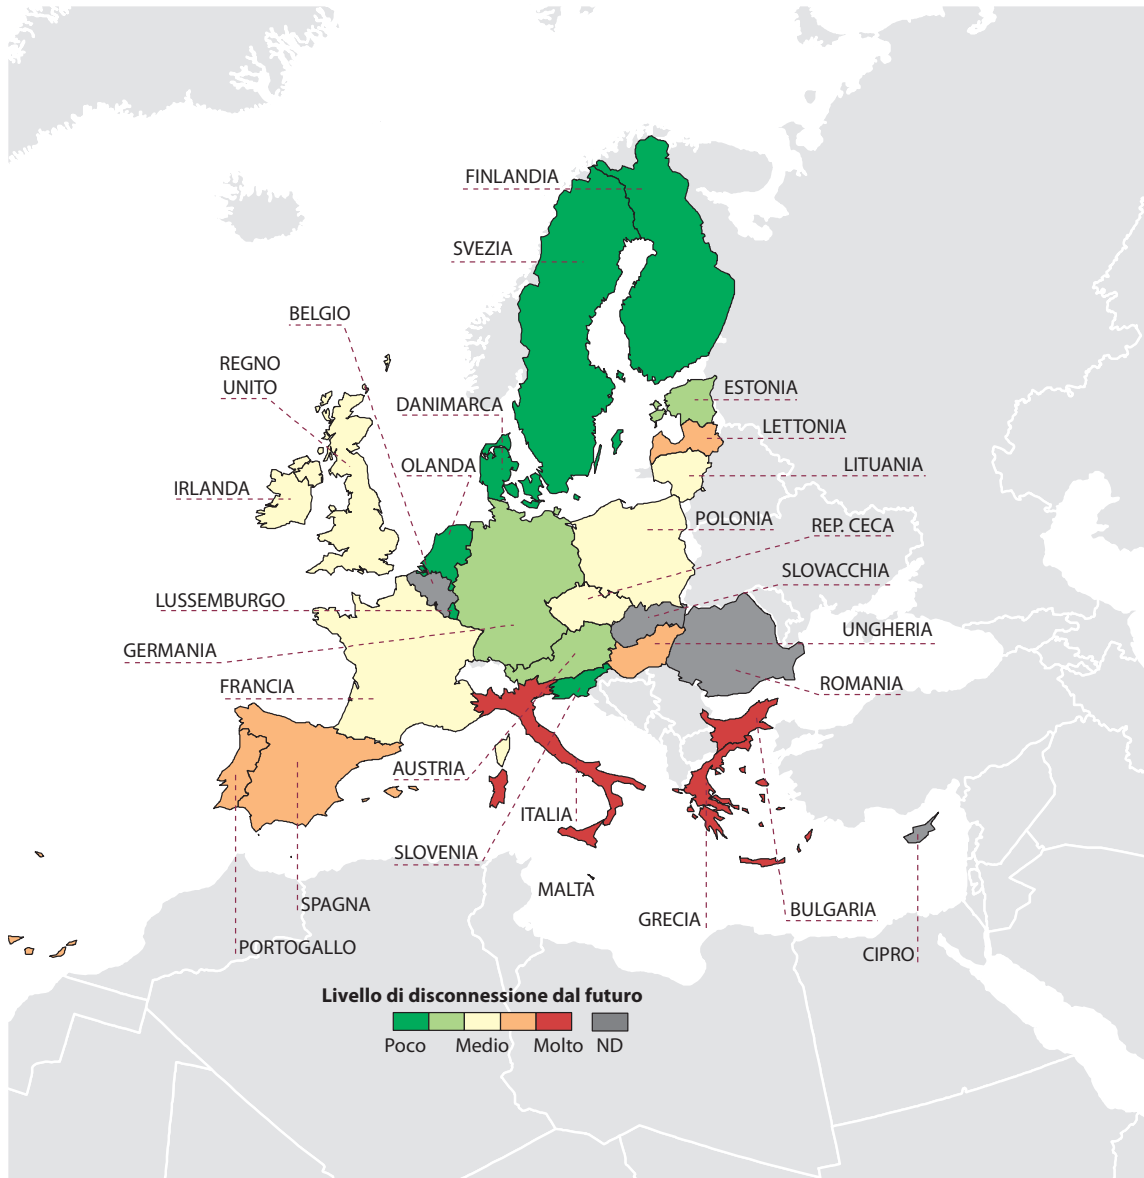 FINLANDIA
SVEZIA
BELGIO
REGNO
UNITO
DANIMARCA
ESTONIA
LETTONIA
OLANDA
LITUANIA
IRLANDA
POLONIA
REP. CECA
SLOVACCHIA
LUSSEMBURGO
UNGHERIA
GERMANIA
ROMANIA
FRANCIA
AUSTRIA
ITALIA
SLOVENIA
MALTA
SPAGNA
GRECIA
BULGARIA
PORTOGALLO
CIPRO
Livello di disconnessione dal futuro
Poco Medio Molto ND